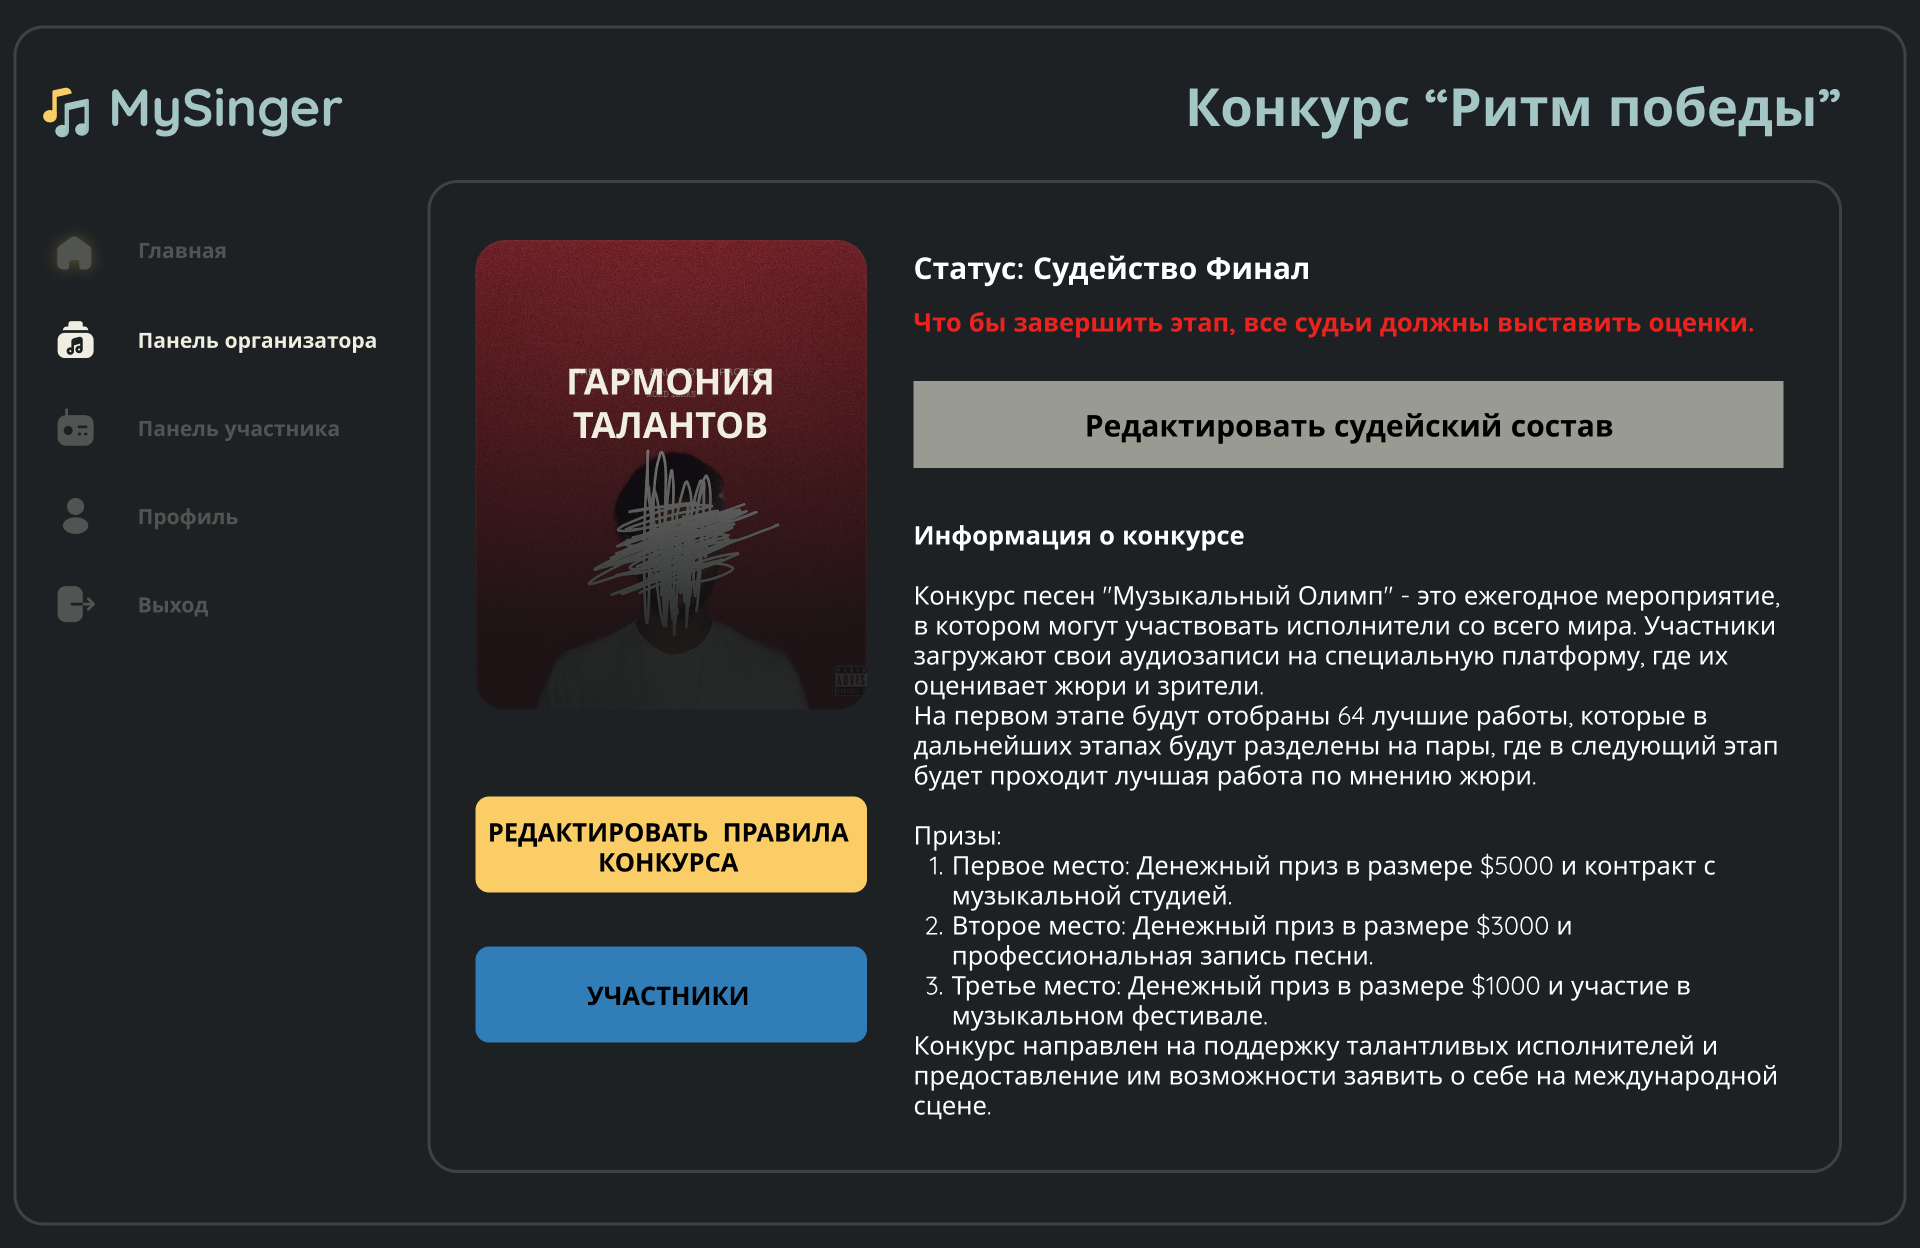 MySinger
Конкурс “Ритм победы”
Главная
Панель организатора
Панель участника
Профиль
Выход
ГАРМОНИЯ
ТАЛАНТОВ
РЕДАКТИРОВАТЬ ПРАВИЛА
КОНКУРСА
УЧАСТНИКИ
Статус: Судейство Финал
Что бы завершить этап, все судьи должны выставить оценки.
Редактировать судейский состав
Информация о конкурсе
Конкурс песен "Музыкальный Олимп" - это ежегодное мероприятие,
в котором могут участвовать исполнители со всего мира. Участники
загружают свои аудиозаписи на специальную платформу, где их
оценивает жюри и зрители.
На первом этапе будут отобраны 64 лучшие работы, которые в
дальнейших этапах будут разделены на пары, где в следующий этап
будет проходит лучшая работа по мнению жюри.
Призы:
1. Первое место: Денежный приз в размере $5000 и контракт с
музыкальной студией.
2. Второе место: Денежный приз в размере $3000 и
профессиональная запись песни.
3. Третье место: Денежный приз в размере $1000 и участие в
музыкальном фестивале.
Конкурс направлен на поддержку талантливых исполнителей и
предоставление им возможности заявить о себе на международной
сцене.